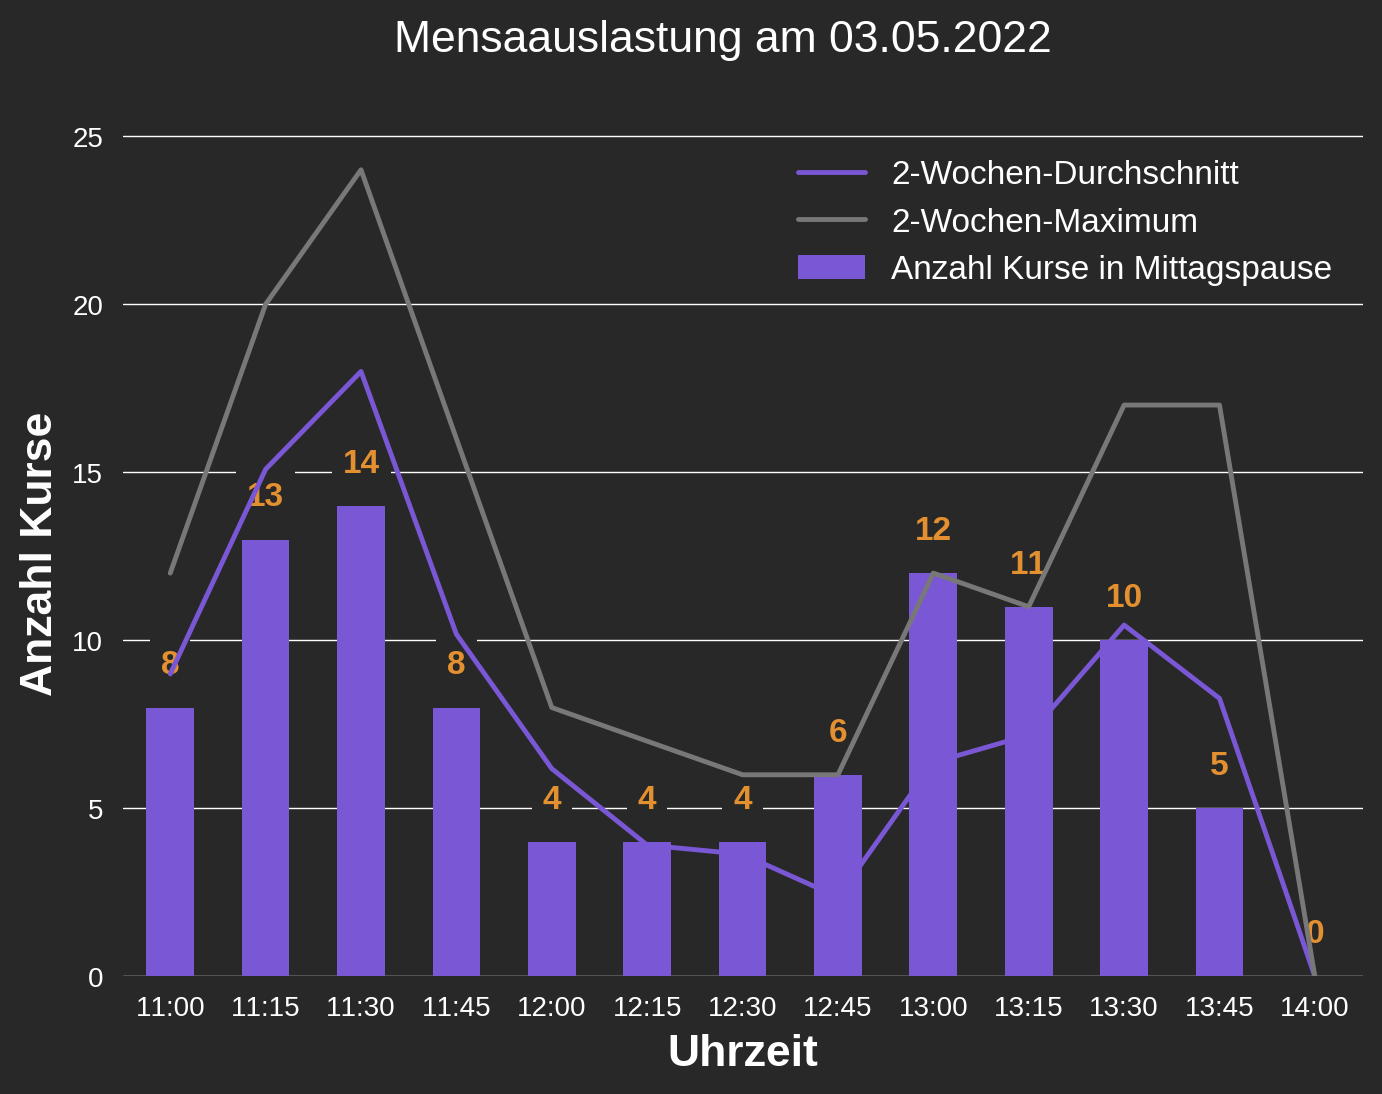 Mensaauslastung am 03.05.2022
25
2-Wochen-Durchschnitt
2-Wochen-Maximum
Anzahl Kurse in Mittagspause
20
15
10
5
0
Anzahl Kurse
8
13
14
8
4
4
4
6
12
11
10
5
0
11:00 11:15 11:30 11:45 12:00 12:15 12:30 12:45 13:00 13:15 13:30 13:45 14:00
Uhrzeit